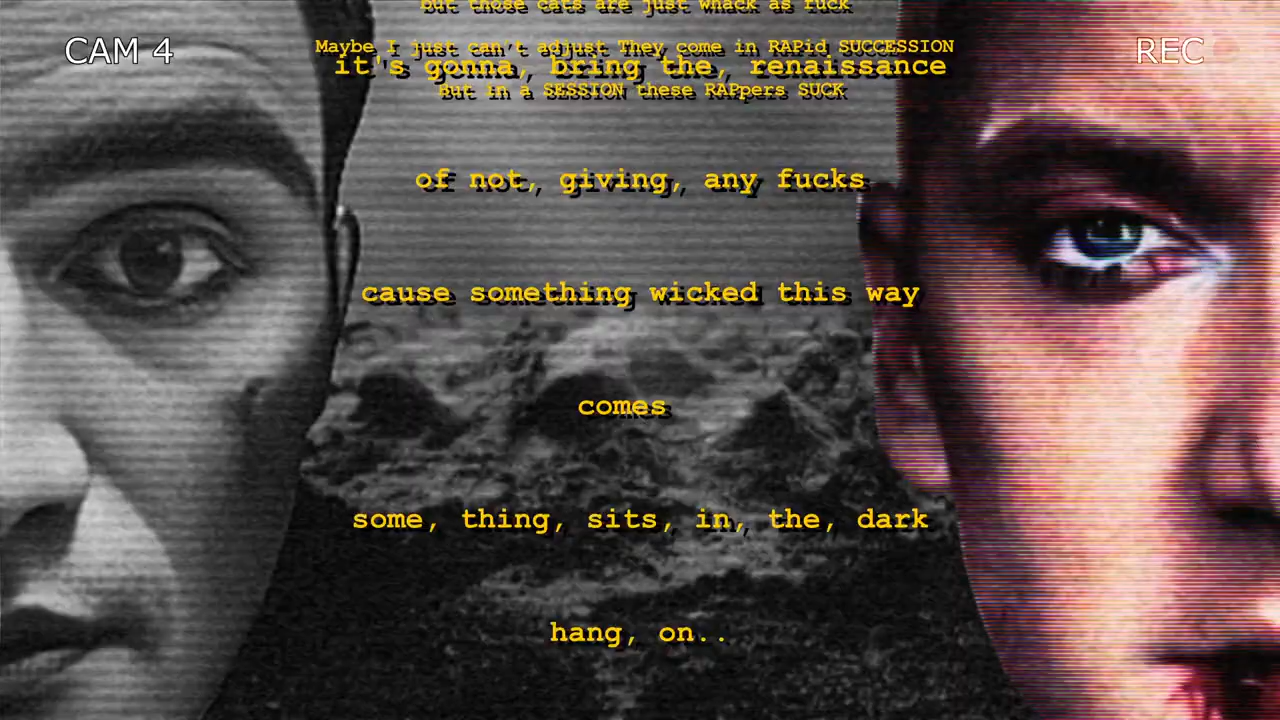 but those cats are just whack as fuck
CAM 4
REC
Maybe I just can't adjust They come in RAPid SUCCESSION
it's gonna, bring the, renaissance
But in a SESSION these RAPpers SUCK
of not, giving, any fucks
cause something wicked this way
comes
some, thing, sits, in, the, dark
hang, on..